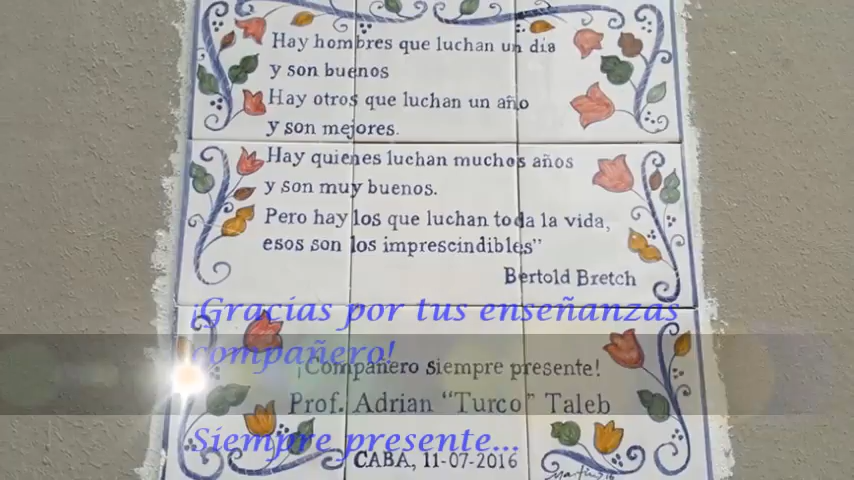 Hay hombres que luchan un día
y son buenos
Hay otros que luchan un año
y son mejores.
Hay quienes luchan muchos años
y son muy buenos.
Pero hay los que luchan toda la vida,
esos son los imprescindibles”
Bertold Bretch
¡Gracias por tus enseñanzas
compañero!
¡Compañero siempre presente!
Prof. Adrian “Turco” Taleb
Siempre presente...
CABA, 11-07-2016